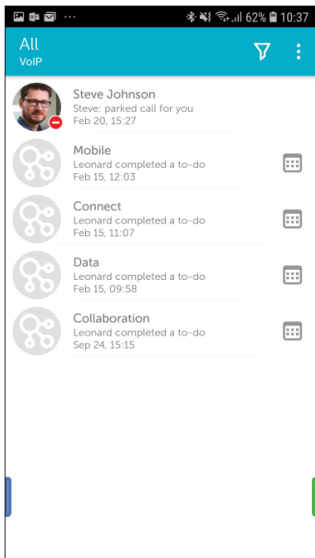 62% 10:37
All
VoIP
Steve Johnson
Steve: parked call for you
Feb 20, 15:27
Mobile
Leonard completed a to-do
Feb 15, 12:03
Connect
Leonard completed a to-do
Feb 15, 11:07
Data
Leonard completed a to-do
Feb 15, 09:58
Collaboration
Leonard completed a to-do
Sep 24, 15:15